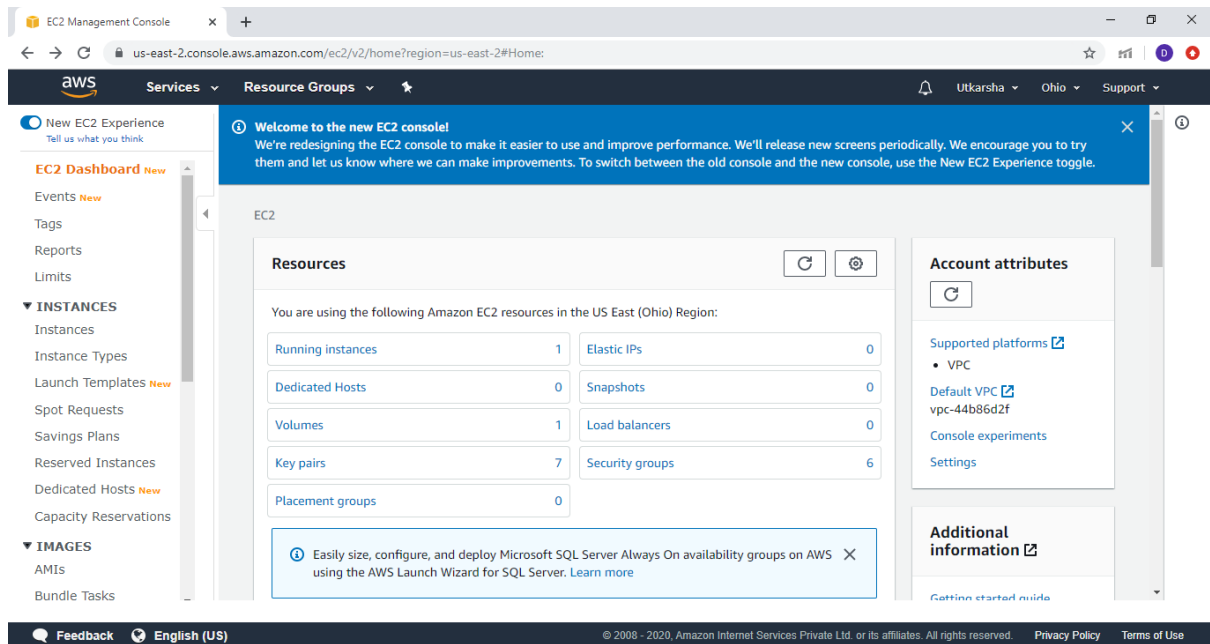 EC2 Management Console
us-east-2.console.aws.amazon.com/ec2/v2/home?region=us-east-2#Home:
D
aws Services Resource Groups Utkarsha Ohio Support
New EC2 Experience
Tell us what you think
EC2 Dashboard New
Events New
Tags
Reports
Limits
INSTANCES
Instances
Instance Types
Launch Templates New
Spot Requests
Savings Plans
Reserved Instances
Dedicated Hosts New
Capacity Reservations
IMAGES
AMIs
Bundle Tasks
Welcome to the new EC2 console!
We're redesigning the EC2 console to make it easier to use and improve performance. We'll release new screens periodically. We encourage you to try
them and let us know where we can make improvements. To switch between the old console and the new console, use the New EC2 Experience toggle.
EC2
Resources
You are using the following Amazon EC2 resources in the US East (Ohio) Region:
Running instances 1 Elastic IPs 0
Dedicated Hosts 0 Snapshots 0
Volumes 1 Load balancers 0
Key pairs 7 Security groups 6
Placement groups 0
Easily size, configure, and deploy Microsoft SQL Server Always On availability groups on AWS
using the AWS Launch Wizard for SQL Server. Learn more
Account attributes
Supported platforms
• VPC
Default VPC
vpc-44b86d2f
Console experiments
Settings
Additional
information
Getting started guide
Feedback English (US) © 2008 - 2020, Amazon Internet Services Private Ltd. or its affiliates. All rights reserved. Privacy Policy Terms of Use